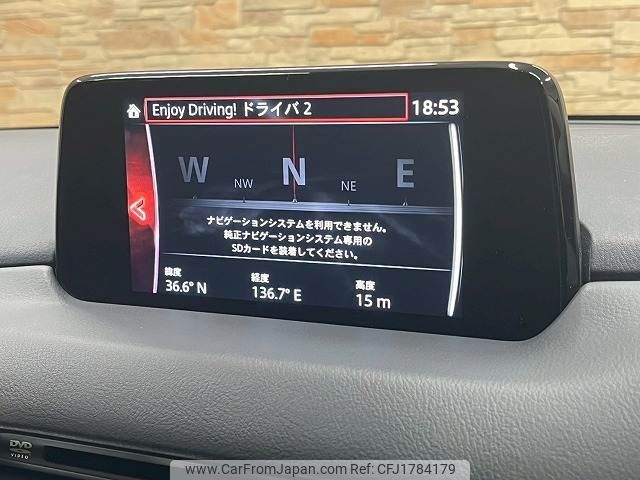 Enjoy Driving! ドライバ 2
18:53
W NW N NE E
ナビゲーションシステムを利用できません。
純正ナビゲーションシステム専用の
SDカードを装着してください。
緯度 経度 高度
36.6° N 136.7° E 15 m
DVD
VIDEO
www.CarFromJapan.com Ref:CFJ1784179